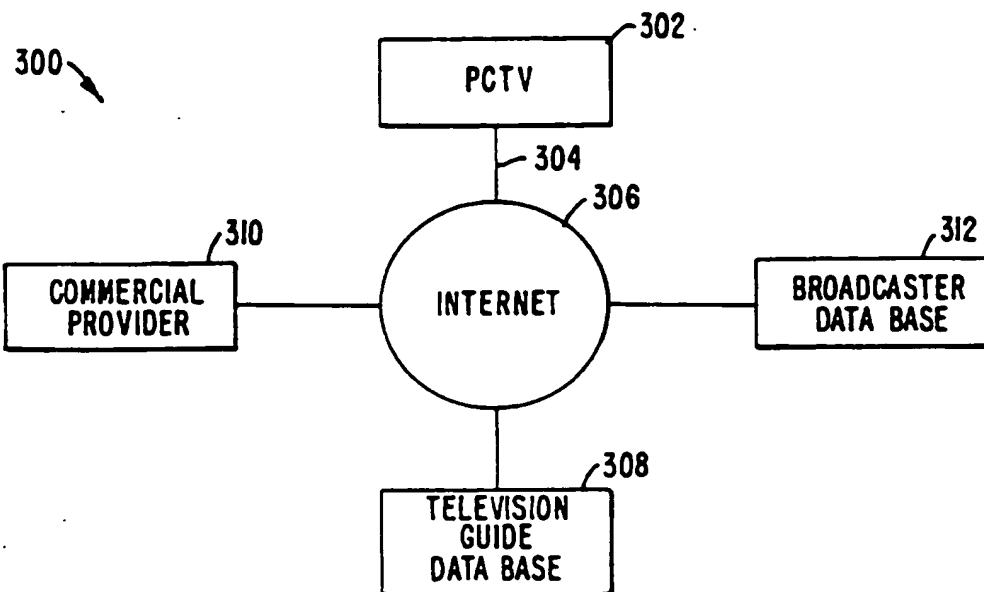 302
300
PCTV
304
306
310
312
COMMERCIAL
PROVIDER
INTERNET
BROADCASTER
DATA BASE
308
TELEVISION
GUIDE
DATA BASE